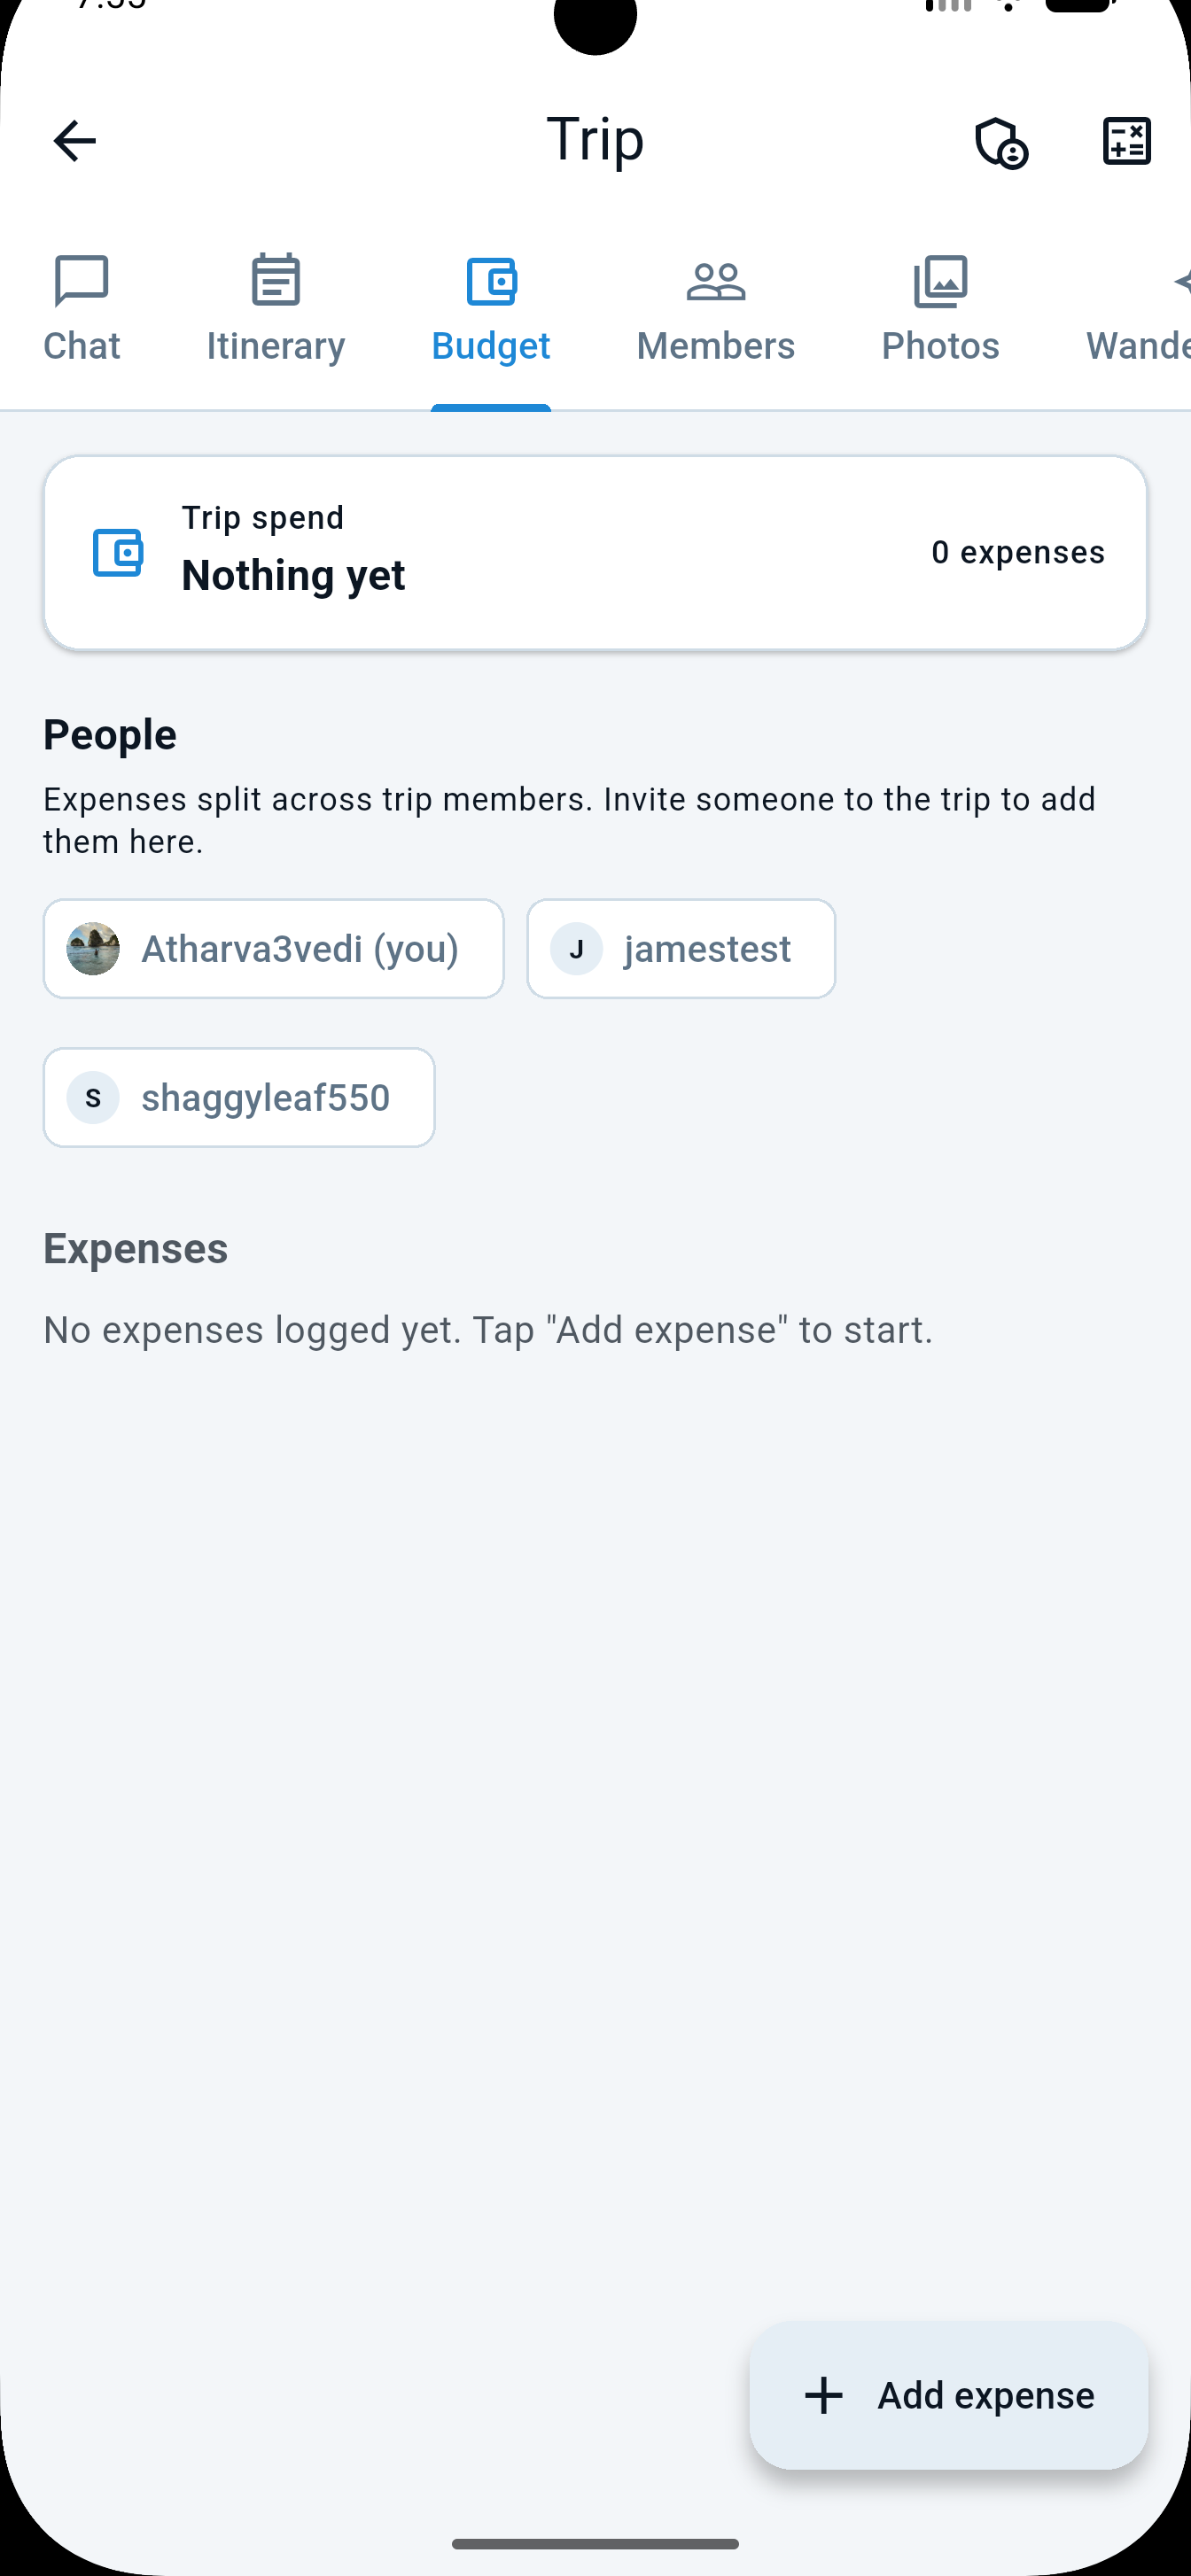 Trip
Chat Itinerary Budget Members Photos
Trip spend
Nothing yet
0 expenses
People
Expenses split across trip members. Invite someone to the trip to add
them here.
Atharva3vedi (you)
J jamestest
S shaggyleaf550
Expenses
No expenses logged yet. Tap "Add expense" to start.
Add expense